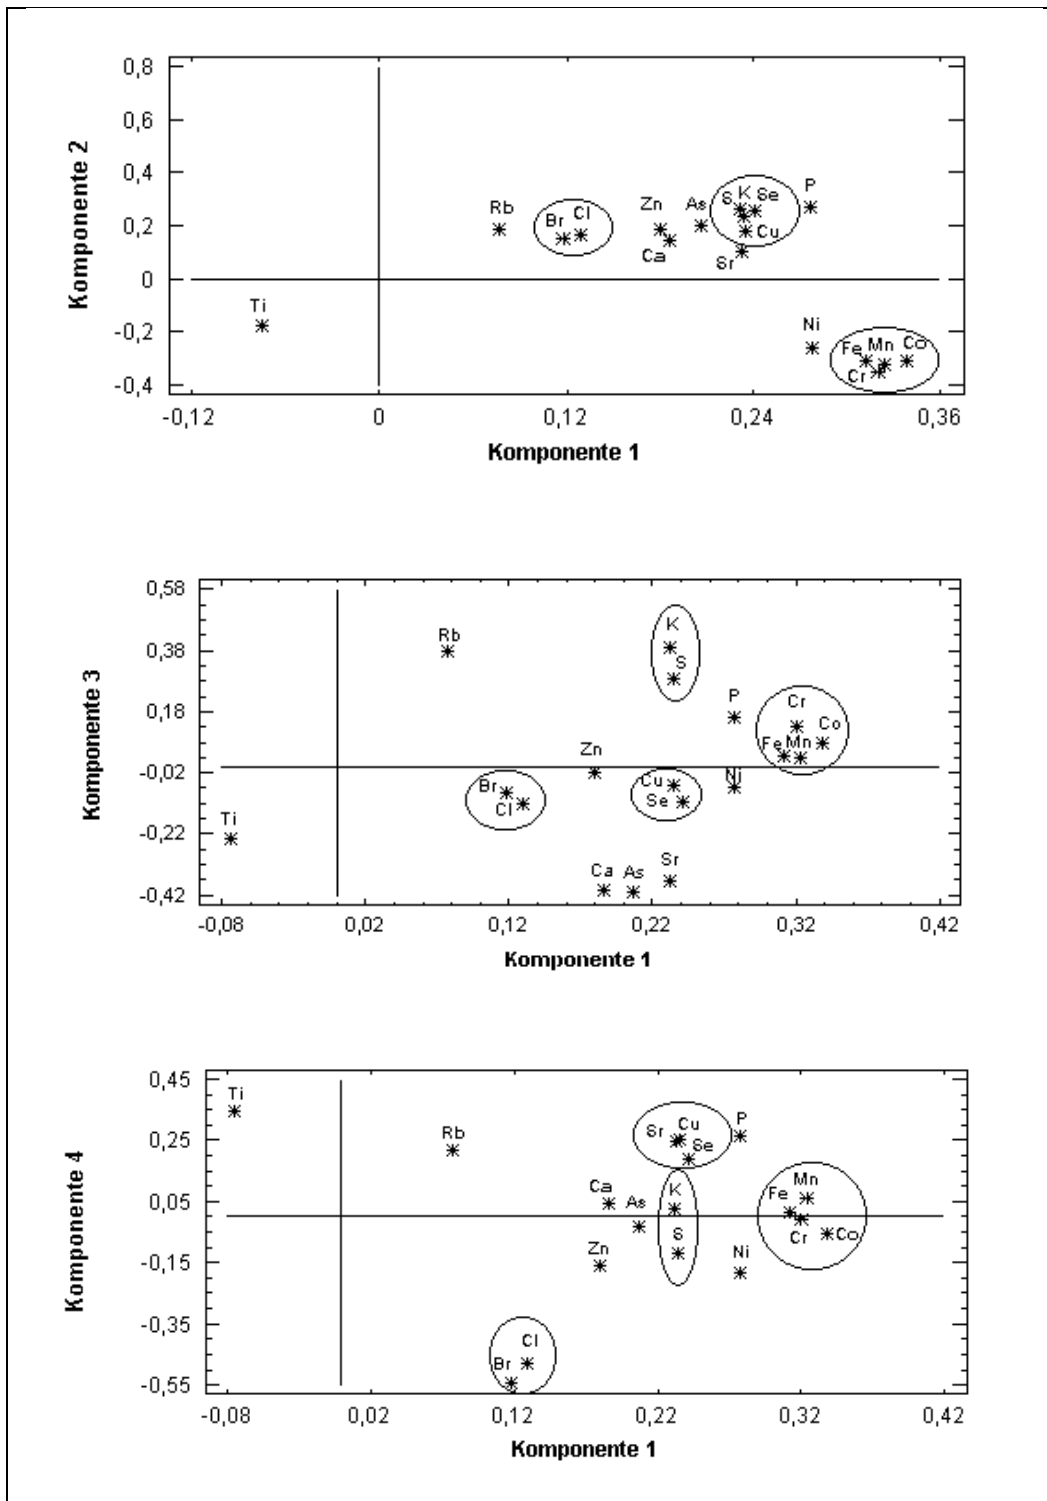 0,8
0,6
0,4
0,2
0
-0,2
-0,4
Komponente 2
P
S K Se
Rb
Br Cl
Zn
As
Cu
Ca
Sr
Ti
Ni
Fe Mn Co
Cr
-0,12 0 0,12 0,24 0,36
Komponente 1
0,58
0,38
0,18
-0,02
-0,22
-0,42
Komponente 3
K
Rb
S
P
Cr
Co
Fe Mn
Zn
Br
Cl
Cu
Se
Ni
Ti
Ca As Sr
-0,08 0,02 0,12 0,22 0,32 0,42
Komponente 1
0,45
0,25
0,05
-0,15
-0,35
-0,55
Komponente 4
Ti
Rb
Sr Cu
Se
P
Ca
As
K
Fe Mn
S
Cr Co
Zn
Ni
Cl
Br
-0,08 0,02 0,12 0,22 0,32 0,42
Komponente 1